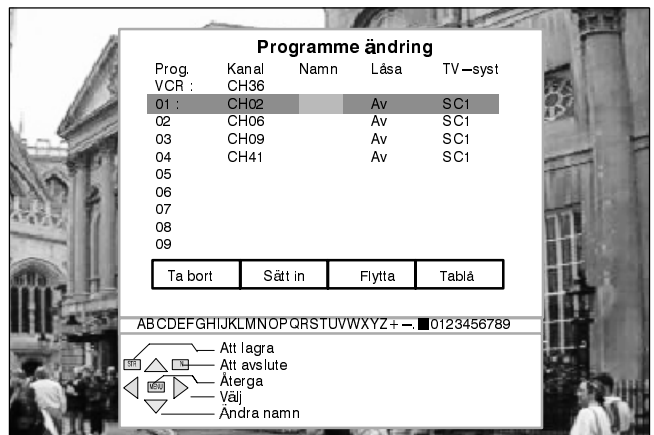 Programme ändring
Prog. Kanal Namn Låsa TV–syst
VCR : CH36
01 : CH02 Av SC1
02 CH06 Av SC1
03 CH09 Av SC1
04 CH41 Av SC1
05
06
07
08
09
Ta bort Sätt in Flytta Tablå
ABCDEFGHIJKLMNOPQRSTUVWXYZ+–.■0123456789
Att lagra
STR N Att avslute
MENU Återga
Välj
Ändra namn